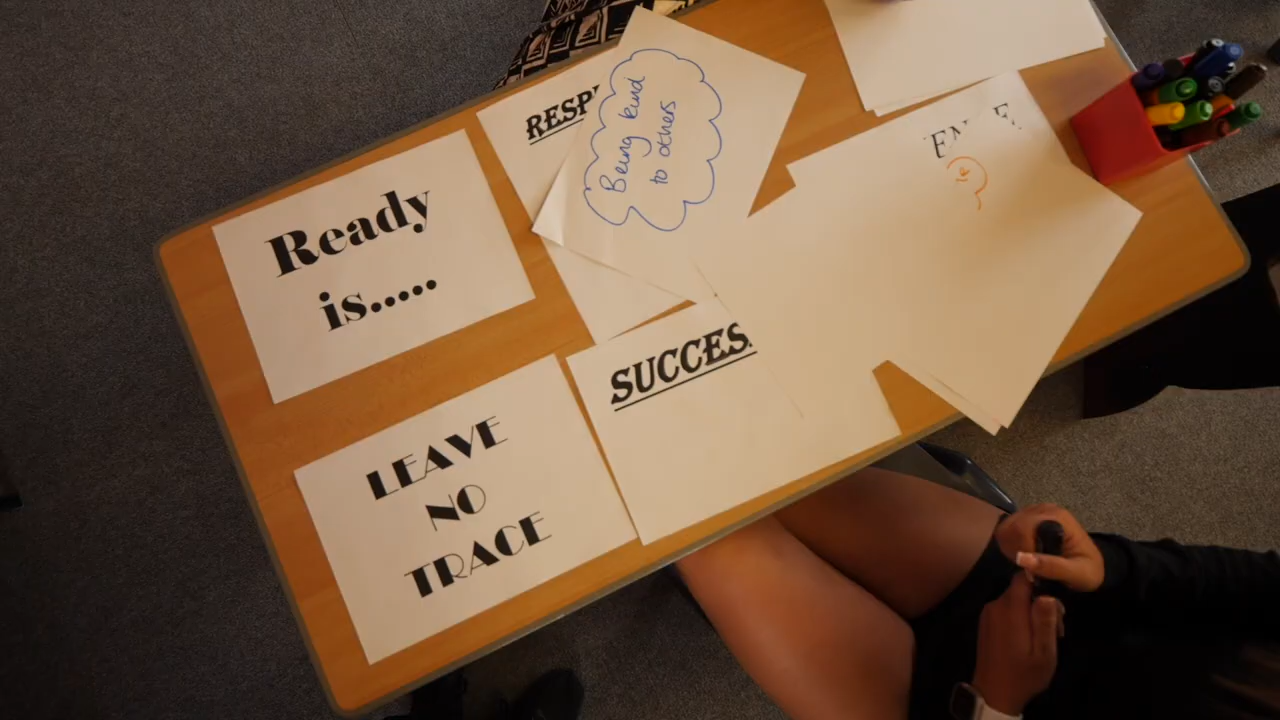 Ready
is.....
RESP
Being kind
to others
SUCCES
LEAVE
NO
TRACE